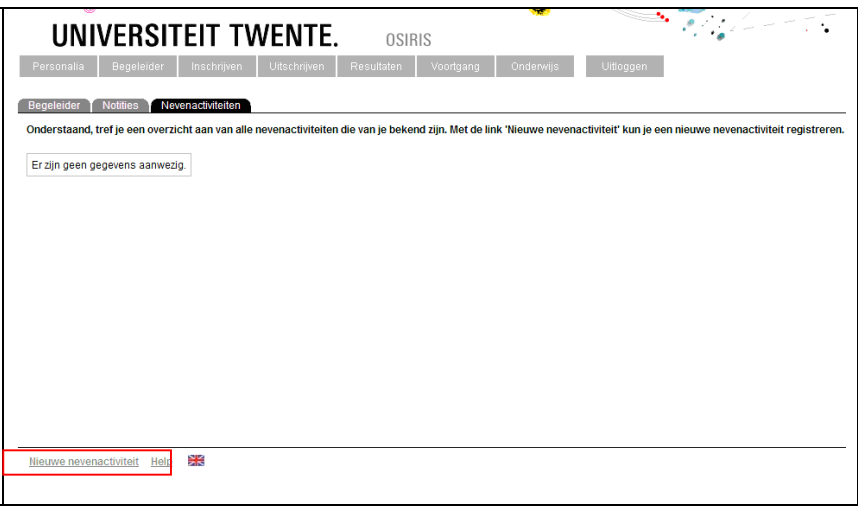 UNIVERSITEIT TWENTE. OSIRIS
Personalia Begeleider Inschrijven Uitschrijven Resultaten Voortgang Onderwijs Uitloggen
Begeleider Notities Nevenactiviteiten
Onderstaand, tref je een overzicht aan van alle nevenactiviteiten die van je bekend zijn. Met de link 'Nieuwe nevenactiviteit' kun je een nieuwe nevenactiviteit registreren.
Er zijn geen gegevens aanwezig.
Nieuwe nevenactiviteit Help